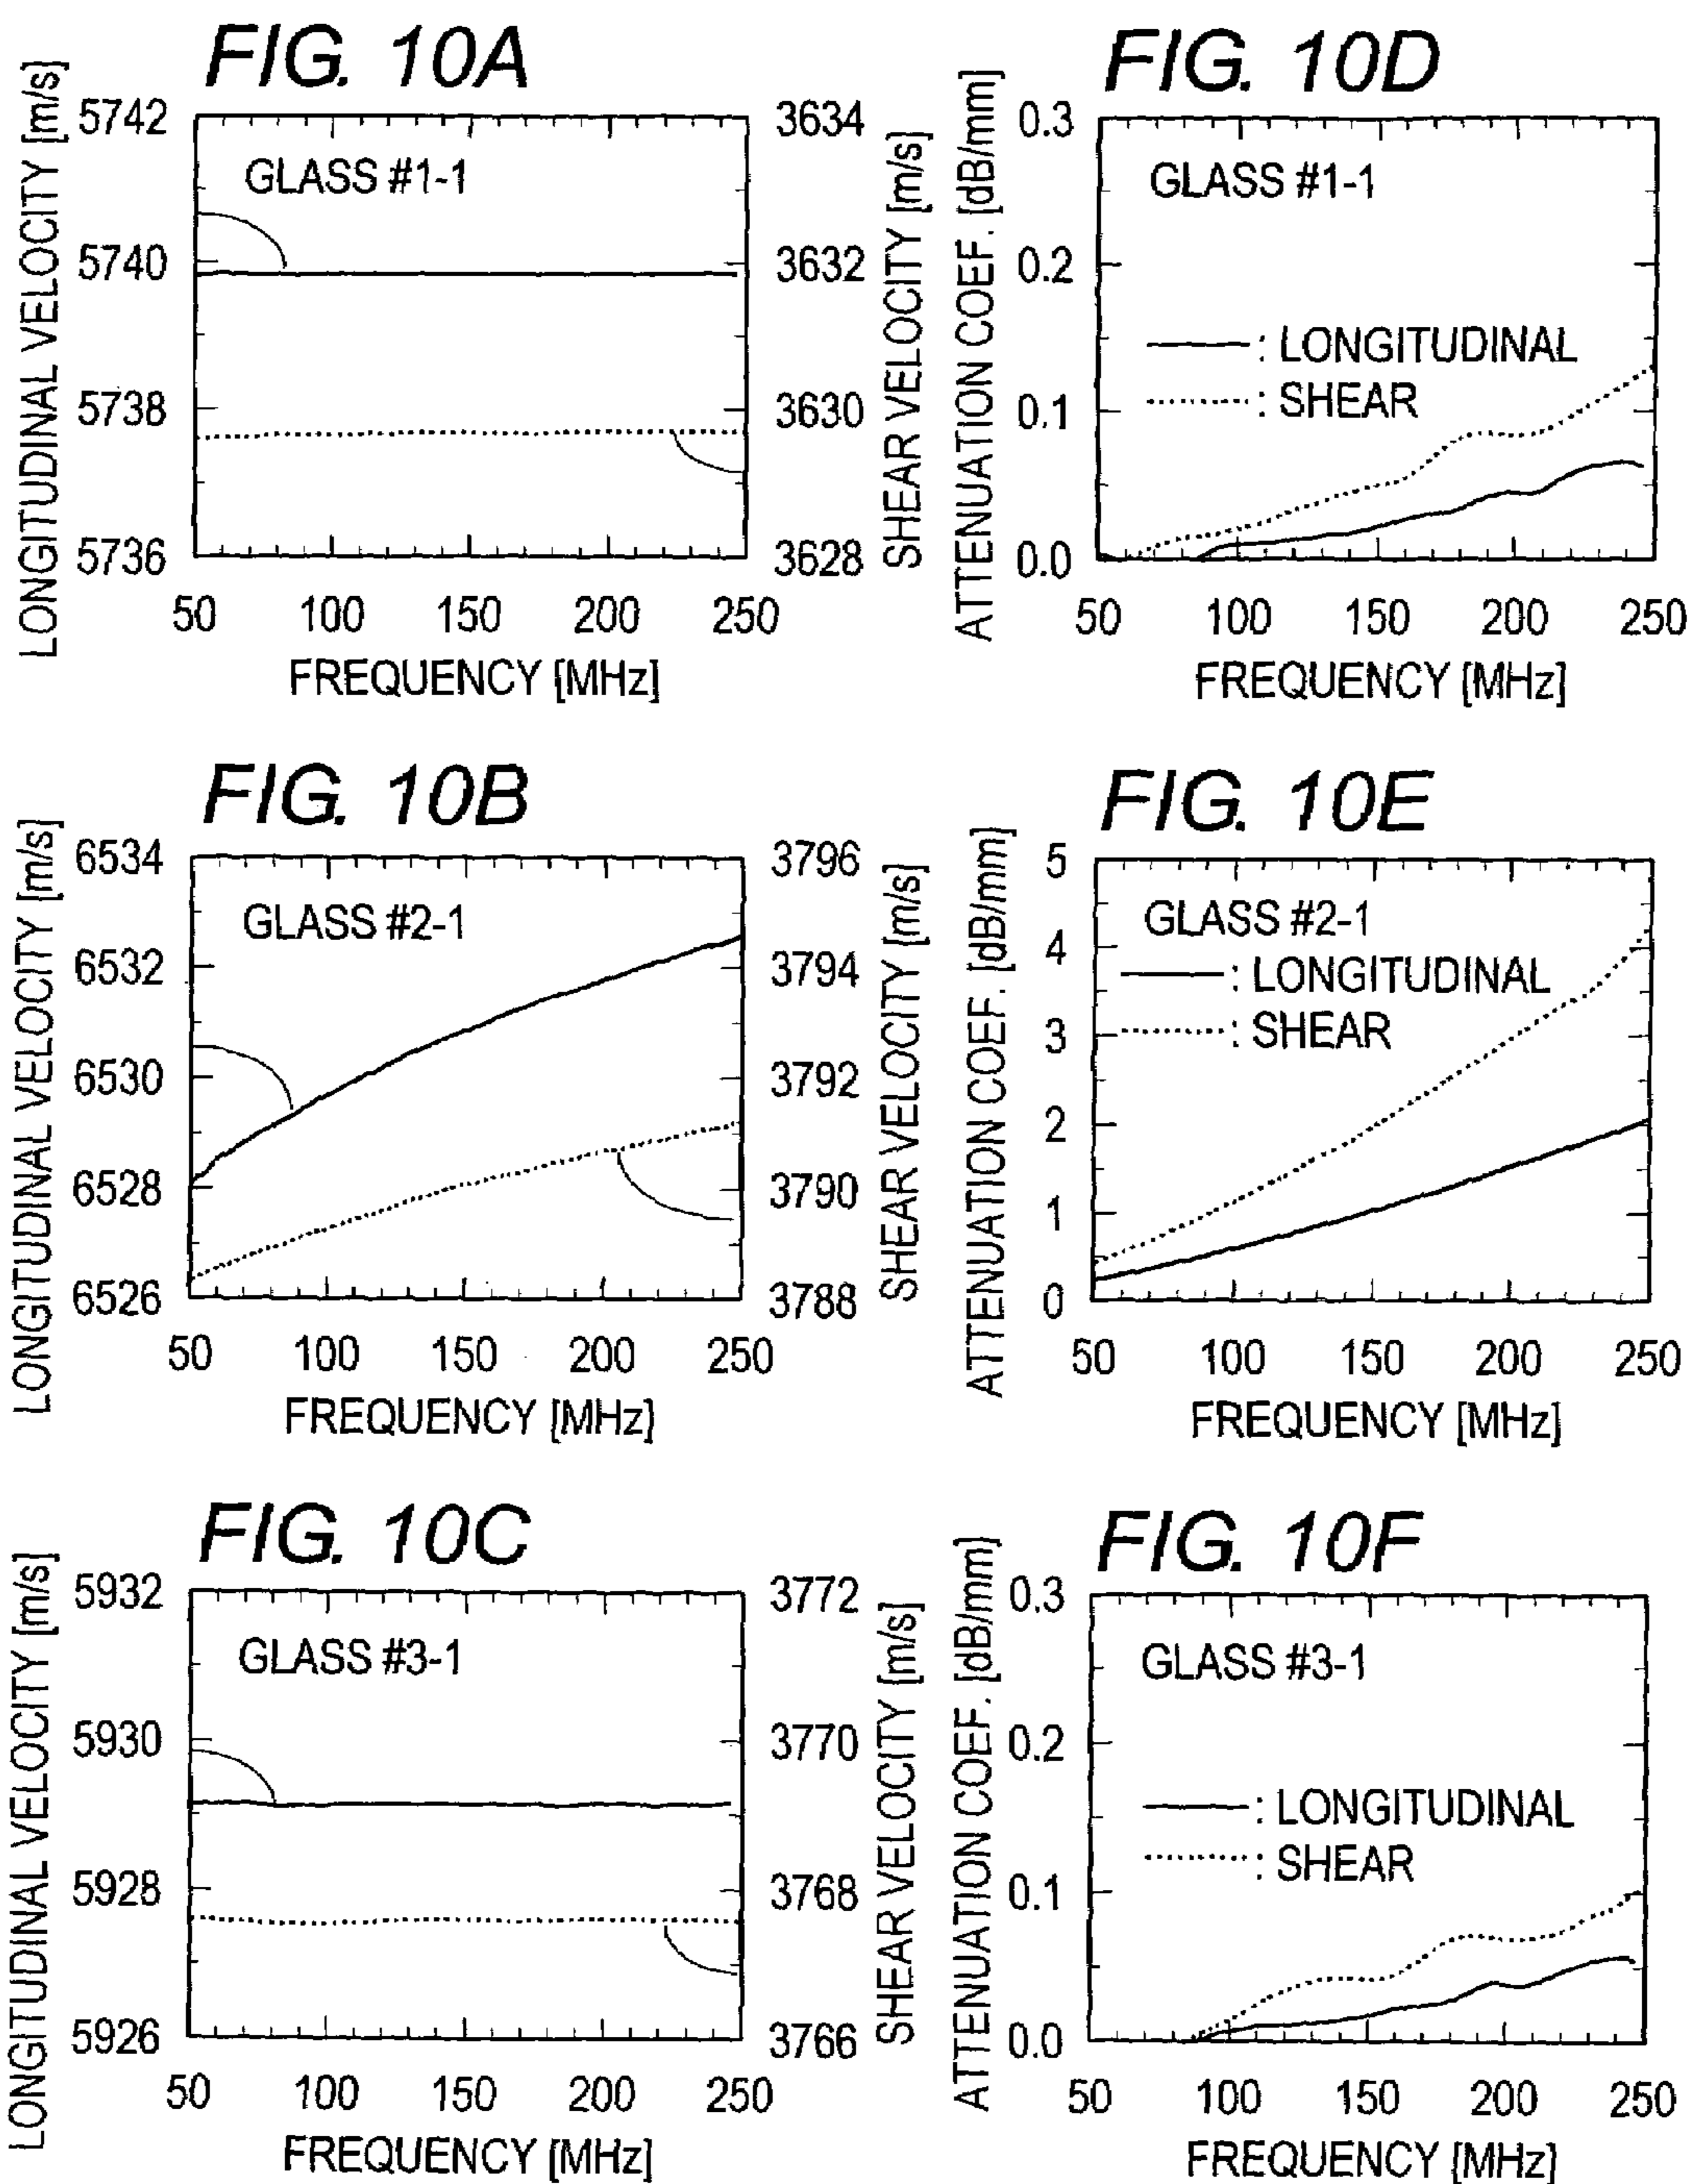 FIG. 10A
LONGITUDINAL VELOCITY [m/s]
5742
5740
5738
5736
GLASS #1-1
3634
3632
3630
3628
SHEAR VELOCITY [m/s]
50 100 150 200 250
FREQUENCY [MHz]
FIG. 10D
ATTENUATION COEF. [dB/mm]
0.3
0.2
0.1
0.0
GLASS #1-1
: LONGITUDINAL
: SHEAR
50 100 150 200 250
FREQUENCY [MHz]
FIG. 10B
LONGITUDINAL VELOCITY [m/s]
6534
6532
6530
6528
6526
GLASS #2-1
3796
3794
3792
3790
3788
SHEAR VELOCITY [m/s]
50 100 150 200 250
FREQUENCY [MHz]
FIG. 10E
ATTENUATION COEF. [dB/mm]
5
4
3
2
1
0
GLASS #2-1
: LONGITUDINAL
: SHEAR
50 100 150 200 250
FREQUENCY [MHz]
FIG. 10C
LONGITUDINAL VELOCITY [m/s]
5932
5930
5928
5926
GLASS #3-1
3772
3770
3768
3766
SHEAR VELOCITY [m/s]
50 100 150 200 250
FREQUENCY [MHz]
FIG. 10F
ATTENUATION COEF. [dB/mm]
0.3
0.2
0.1
0.0
GLASS #3-1
: LONGITUDINAL
: SHEAR
50 100 150 200 250
FREQUENCY [MHz]